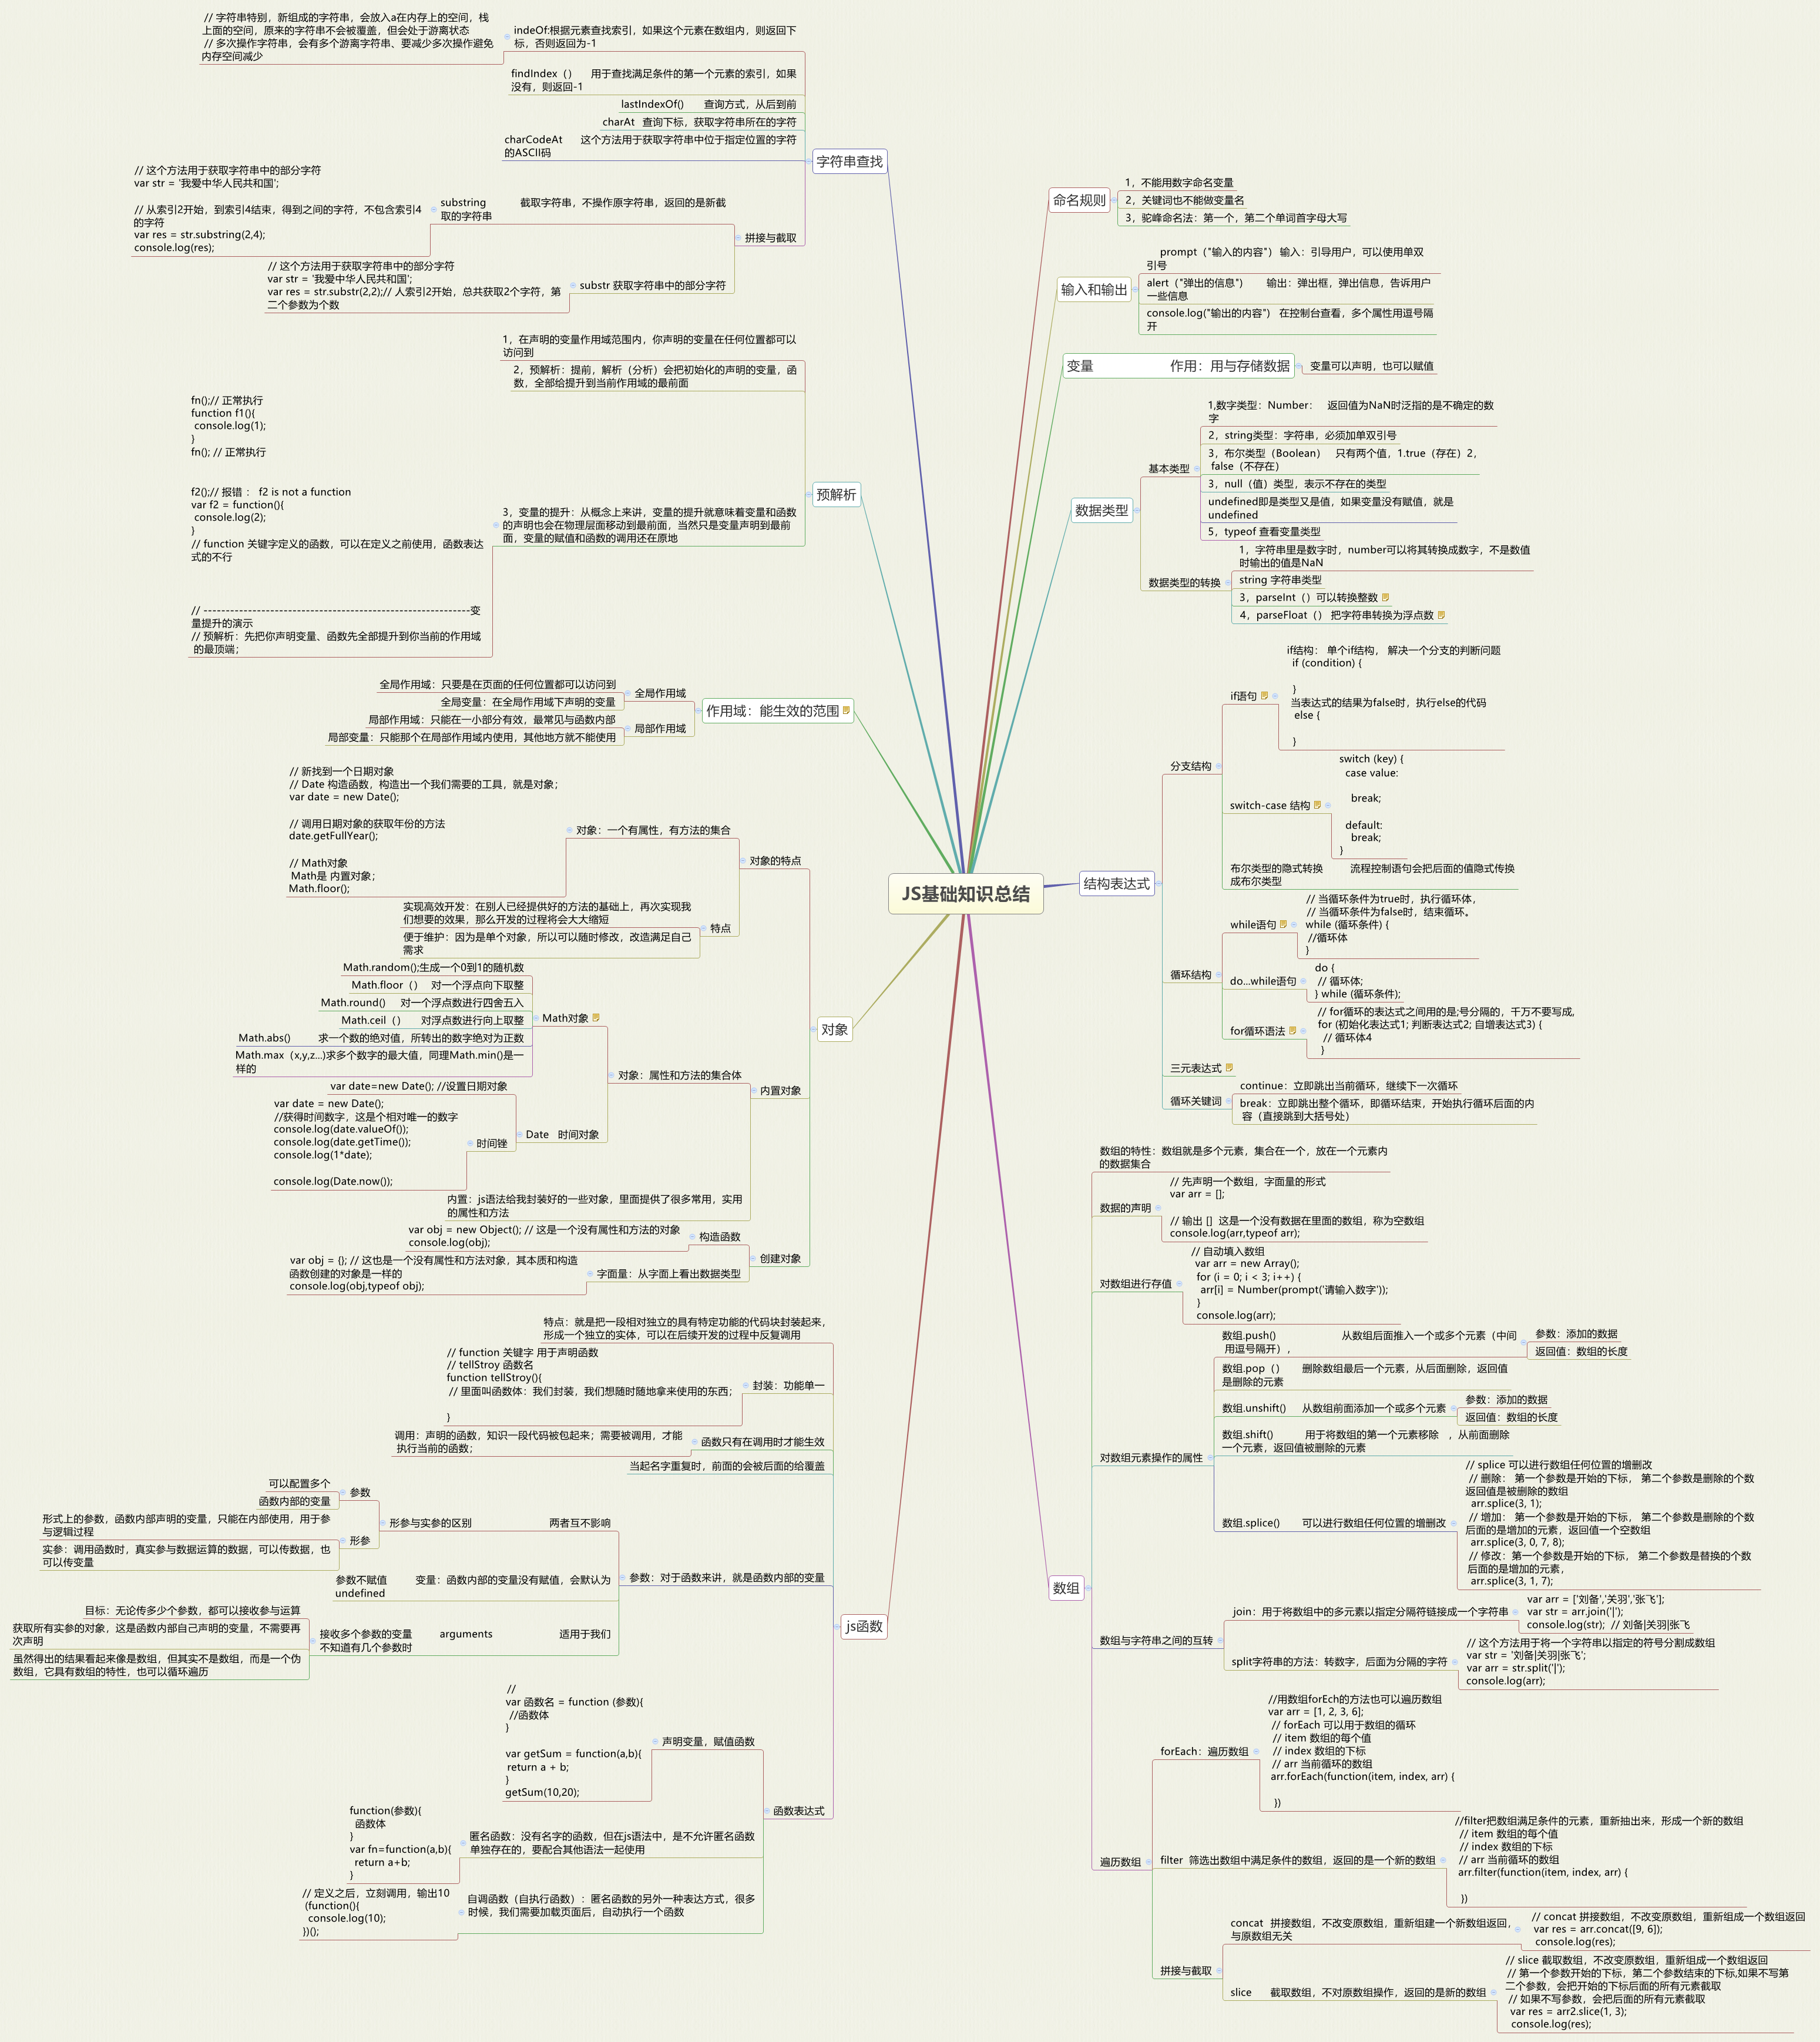 JS基础知识总结
命名规则
1，不能用数字命名变量
2，关键词也不能做变量名
3，驼峰命名法：第一个，第二个单词首字母大写
输入和输出
prompt（"输入的内容"） 输入：引导用户，可以使用单双
引号
alert（"弹出的信息"） 输出：弹出框，弹出信息，告诉用户
一些信息
console.log("输出的内容") 在控制台查看，多个属性用逗号隔
开
变量 作用：用与存储数据
变量可以声明，也可以赋值
数据类型
基本类型
1,数字类型：Number： 返回值为NaN时泛指的是不确定的数
字
2，string类型：字符串，必须加单双引号
3，布尔类型（Boolean） 只有两个值，1.true（存在）2，
false（不存在）
3，null（值）类型，表示不存在的类型
undefined即是类型又是值，如果变量没有赋值，就是
undefined
5，typeof 查看变量类型
数据类型的转换
1，字符串里是数字时，number可以将其转换成数字，不是数值
时输出的值是NaN
string 字符串类型
3，parseInt（）可以转换整数
4，parseFloat（） 把字符串转换为浮点数
结构表达式
分支结构
if语句
if结构： 单个if结构， 解决一个分支的判断问题
if (condition) {
}
当表达式的结果为false时，执行else的代码
else {
}
switch-case 结构
switch (key) {
case value:
break;
default:
break;
}
布尔类型的隐式转换 流程控制语句会把后面的值隐式传换
成布尔类型
循环结构
while语句
// 当循环条件为true时，执行循环体，
// 当循环条件为false时，结束循环。
while (循环条件) {
//循环体
}
do...while语句
do {
// 循环体;
} while (循环条件);
for循环语法
// for循环的表达式之间用的是;号分隔的，千万不要写成,
for (初始化表达式1; 判断表达式2; 自增表达式3) {
// 循环体4
}
三元表达式
循环关键词
continue：立即跳出当前循环，继续下一次循环
break：立即跳出整个循环，即循环结束，开始执行循环后面的内
容（直接跳到大括号处）
数组
数组的特性：数组就是多个元素，集合在一个，放在一个元素内
的数据集合
数据的声明
// 先声明一个数组，字面量的形式
var arr = [];
// 输出 [] 这是一个没有数据在里面的数组，称为空数组
console.log(arr,typeof arr);
对数组进行存值
// 自动填入数组
var arr = new Array();
for (i = 0; i < 3; i++) {
arr[i] = Number(prompt('请输入数字'));
}
console.log(arr);
对数组元素操作的属性
数组.push() 从数组后面推入一个或多个元素（中间
用逗号隔开），
参数：添加的数据
返回值：数组的长度
数组.pop（） 删除数组最后一个元素，从后面删除，返回值
是删除的元素
数组.unshift() 从数组前面添加一个或多个元素
参数：添加的数据
返回值：数组的长度
数组.shift() 用于将数组的第一个元素移除 ，从前面删除
一个元素，返回值被删除的元素
数组.splice() 可以进行数组任何位置的增删改
// splice 可以进行数组任何位置的增删改
// 删除： 第一个参数是开始的下标， 第二个参数是删除的个数
返回值是被删除的数组
arr.splice(3, 1);
// 增加： 第一个参数是开始的下标， 第二个参数是删除的个数
后面的是增加的元素，返回值一个空数组
arr.splice(3, 0, 7, 8);
// 修改：第一个参数是开始的下标， 第二个参数是替换的个数
后面的是增加的元素，
arr.splice(3, 1, 7);
数组与字符串之间的互转
join：用于将数组中的多元素以指定分隔符链接成一个字符串
var arr = ['刘备','关羽','张飞'];
var str = arr.join('|');
console.log(str); // 刘备|关羽|张飞
split字符串的方法：转数字，后面为分隔的字符
// 这个方法用于将一个字符串以指定的符号分割成数组
var str = '刘备|关羽|张飞';
var arr = str.split('|');
console.log(arr);
遍历数组
forEach：遍历数组
//用数组forEch的方法也可以遍历数组
var arr = [1, 2, 3, 6];
// forEach 可以用于数组的循环
// item 数组的每个值
// index 数组的下标
// arr 当前循环的数组
arr.forEach(function(item, index, arr) {
})
filter 筛选出数组中满足条件的数组，返回的是一个新的数组
//filter把数组满足条件的元素，重新抽出来，形成一个新的数组
// item 数组的每个值
// index 数组的下标
// arr 当前循环的数组
arr.filter(function(item, index, arr) {
})
拼接与截取
concat 拼接数组，不改变原数组，重新组建一个新数组返回，
与原数组无关
// concat 拼接数组，不改变原数组，重新组成一个数组返回
var res = arr.concat([9, 6]);
console.log(res);
slice 截取数组，不对原数组操作，返回的是新的数组
// slice 截取数组，不改变原数组，重新组成一个数组返回
// 第一个参数开始的下标，第二个参数结束的下标,如果不写第
二个参数，会把开始的下标后面的所有元素截取
// 如果不写参数，会把后面的所有元素截取
var res = arr2.slice(1, 3);
console.log(res);
字符串查找
indeOf:根据元素查找索引，如果这个元素在数组内，则返回下
标，否则返回为-1
// 字符串特别，新组成的字符串，会放入a在内存上的空间，栈
上面的空间，原来的字符串不会被覆盖，但会处于游离状态
// 多次操作字符串，会有多个游离字符串、要减少多次操作避免
内存空间减少
findIndex（） 用于查找满足条件的第一个元素的索引，如果
没有，则返回-1
lastIndexOf() 查询方式，从后到前
charAt 查询下标，获取字符串所在的字符
charCodeAt 这个方法用于获取字符串中位于指定位置的字符
的ASCII码
拼接与截取
substring 截取字符串，不操作原字符串，返回的是新截
取的字符串
// 这个方法用于获取字符串中的部分字符
var str = '我爱中华人民共和国';
// 从索引2开始，到索引4结束，得到之间的字符，不包含索引4
的字符
var res = str.substring(2,4);
console.log(res);
substr 获取字符串中的部分字符
// 这个方法用于获取字符串中的部分字符
var str = '我爱中华人民共和国';
var res = str.substr(2,2);// 人索引2开始，总共获取2个字符，第
二个参数为个数
预解析
1，在声明的变量作用域范围内，你声明的变量在任何位置都可以
访问到
2，预解析：提前，解析（分析）会把初始化的声明的变量，函
数，全部给提升到当前作用域的最前面
3，变量的提升：从概念上来讲，变量的提升就意味着变量和函数
的声明也会在物理层面移动到最前面，当然只是变量声明到最前
面，变量的赋值和函数的调用还在原地
fn();// 正常执行
function f1(){
console.log(1);
}
fn(); // 正常执行
f2();// 报错 ： f2 is not a function
var f2 = function(){
console.log(2);
}
// function 关键字定义的函数，可以在定义之前使用，函数表达
式的不行
// ------------------------------------------------------------变
量提升的演示
// 预解析：先把你声明变量、函数先全部提升到你当前的作用域
的最顶端；
作用域：能生效的范围
全局作用域
全局作用域：只要是在页面的任何位置都可以访问到
全局变量：在全局作用域下声明的变量
局部作用域
局部作用域：只能在一小部分有效，最常见与函数内部
局部变量：只能那个在局部作用域内使用，其他地方就不能使用
对象
对象的特点
对象：一个有属性，有方法的集合
// 新找到一个日期对象
// Date 构造函数，构造出一个我们需要的工具，就是对象；
var date = new Date();
// 调用日期对象的获取年份的方法
date.getFullYear();
// Math对象
Math是 内置对象；
Math.floor();
特点
实现高效开发：在别人已经提供好的方法的基础上，再次实现我
们想要的效果，那么开发的过程将会大大缩短
便于维护：因为是单个对象，所以可以随时修改，改造满足自己
需求
内置对象
对象：属性和方法的集合体
Math对象
Math.random();生成一个0到1的随机数
Math.floor（） 对一个浮点向下取整
Math.round() 对一个浮点数进行四舍五入
Math.ceil（） 对浮点数进行向上取整
Math.abs() 求一个数的绝对值，所转出的数字绝对为正数
Math.max（x,y,z...)求多个数字的最大值，同理Math.min()是一
样的
Date 时间对象
var date=new Date(); //设置日期对象
时间锉
var date = new Date();
//获得时间数字，这是个相对唯一的数字
console.log(date.valueOf());
console.log(date.getTime());
console.log(1*date);
console.log(Date.now());
内置：js语法给我封装好的一些对象，里面提供了很多常用，实用
的属性和方法
创建对象
构造函数
var obj = new Object(); // 这是一个没有属性和方法的对象
console.log(obj);
字面量：从字面上看出数据类型
var obj = {}; // 这也是一个没有属性和方法对象，其本质和构造
函数创建的对象是一样的
console.log(obj,typeof obj);
js函数
特点：就是把一段相对独立的具有特定功能的代码块封装起来，
形成一个独立的实体，可以在后续开发的过程中反复调用
封装：功能单一
// function 关键字 用于声明函数
// tellStroy 函数名
function tellStroy(){
// 里面叫函数体：我们封装，我们想随时随地拿来使用的东西；
}
函数只有在调用时才能生效
调用：声明的函数，知识一段代码被包起来；需要被调用，才能
执行当前的函数；
当起名字重复时，前面的会被后面的给覆盖
参数：对于函数来讲，就是函数内部的变量
形参与实参的区别 两者互不影响
参数
可以配置多个
函数内部的变量
形参
形式上的参数，函数内部声明的变量，只能在内部使用，用于参
与逻辑过程
实参：调用函数时，真实参与数据运算的数据，可以传数据，也
可以传变量
参数不赋值 变量：函数内部的变量没有赋值，会默认为
undefined
接收多个参数的变量 arguments 适用于我们
不知道有几个参数时
目标：无论传多少个参数，都可以接收参与运算
获取所有实参的对象，这是函数内部自己声明的变量，不需要再
次声明
虽然得出的结果看起来像是数组，但其实不是数组，而是一个伪
数组，它具有数组的特性，也可以循环遍历
函数表达式
声明变量，赋值函数
//
var 函数名 = function (参数){
//函数体
}
var getSum = function(a,b){
return a + b;
}
getSum(10,20);
匿名函数：没有名字的函数，但在js语法中，是不允许匿名函数
单独存在的，要配合其他语法一起使用
function(参数){
函数体
}
var fn=function(a,b){
return a+b;
}
自调函数（自执行函数）：匿名函数的另外一种表达方式，很多
时候，我们需要加载页面后，自动执行一个函数
// 定义之后，立刻调用，输出10
(function(){
console.log(10);
})();